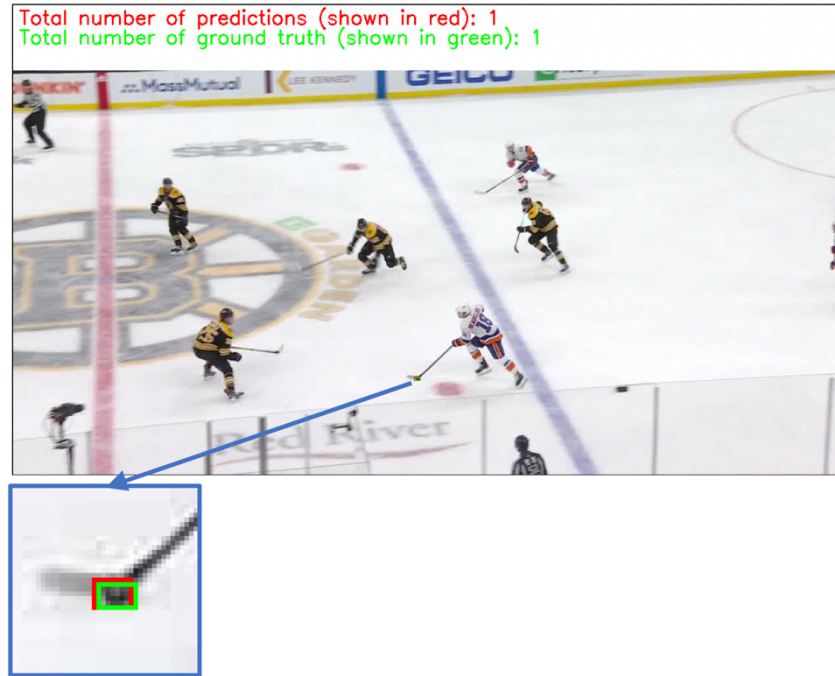 Total number of predictions (shown in red): 1
Total number of ground truth (shown in green): 1
MassMutual
LEE KENNEDY
GEICO
GARDEN
B
18
Red River